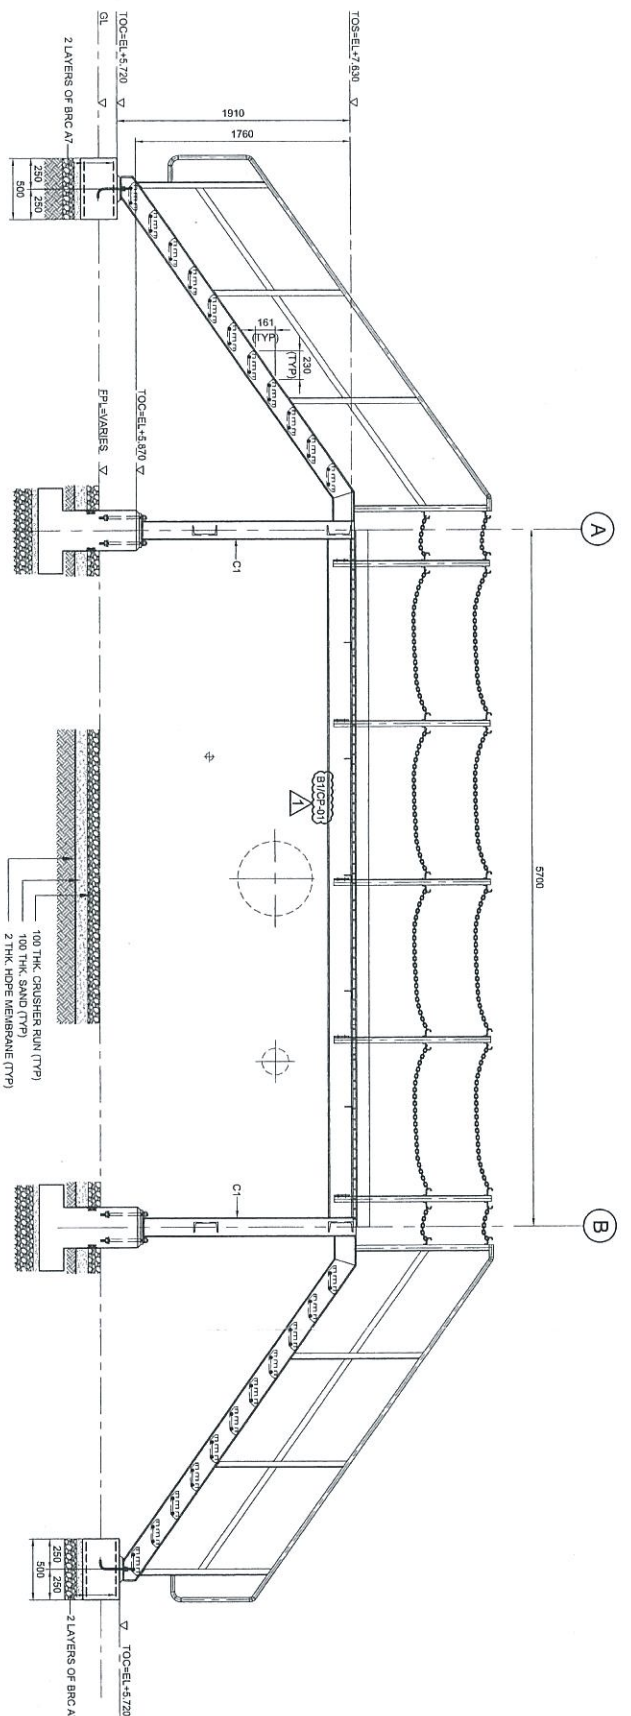 A
B
5700
TOS=EL+7.630
TOC=EL+5.720
GL
1910
1760
161
(TYP)
230
(TYP)
TOC=EL+5.870
FPL=VARIES
C1
B1/CP-01
1
C1
250
250
500
2 LAYERS OF BRC A7
100 THK. CRUSHER RUN (TYP)
100 THK. SAND (TYP)
2 THK. HDPE MEMBRANE (TYP)
TOC=EL+5.720
250
250
500
2 LAYERS OF BRC A